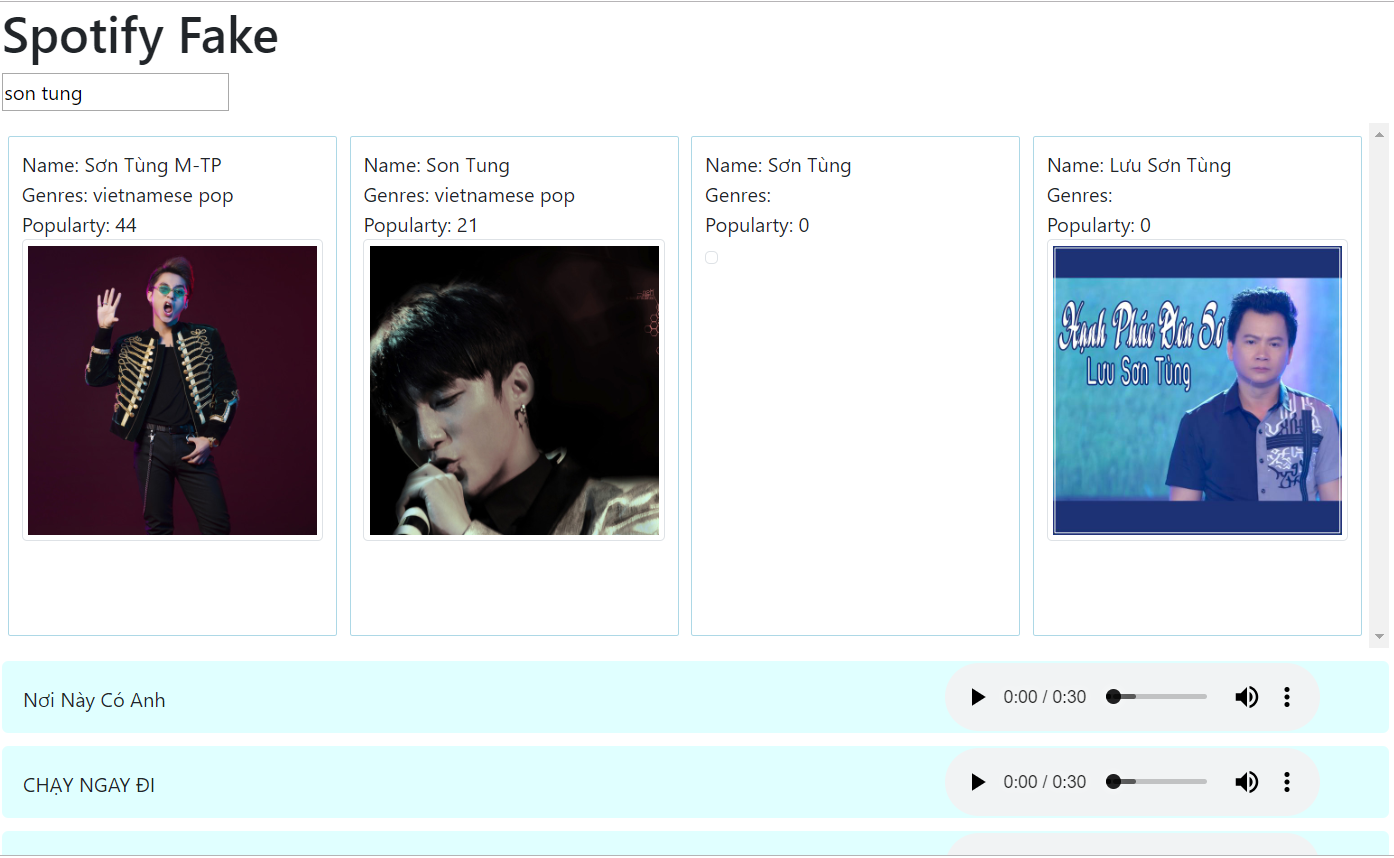 Spotify Fake
son tung
Name: Sơn Tùng M-TP
Genres: vietnamese pop
Popularty: 44
Name: Son Tung
Genres: vietnamese pop
Popularty: 21
Name: Sơn Tùng
Genres:
Popularty: 0
Name: Lưu Sơn Tùng
Genres:
Popularty: 0
Hạnh Phúc Đơn Sơ
Lưu Sơn Tùng
Nơi Này Có Anh
0:00 / 0:30
CHẠY NGAY ĐI
0:00 / 0:30